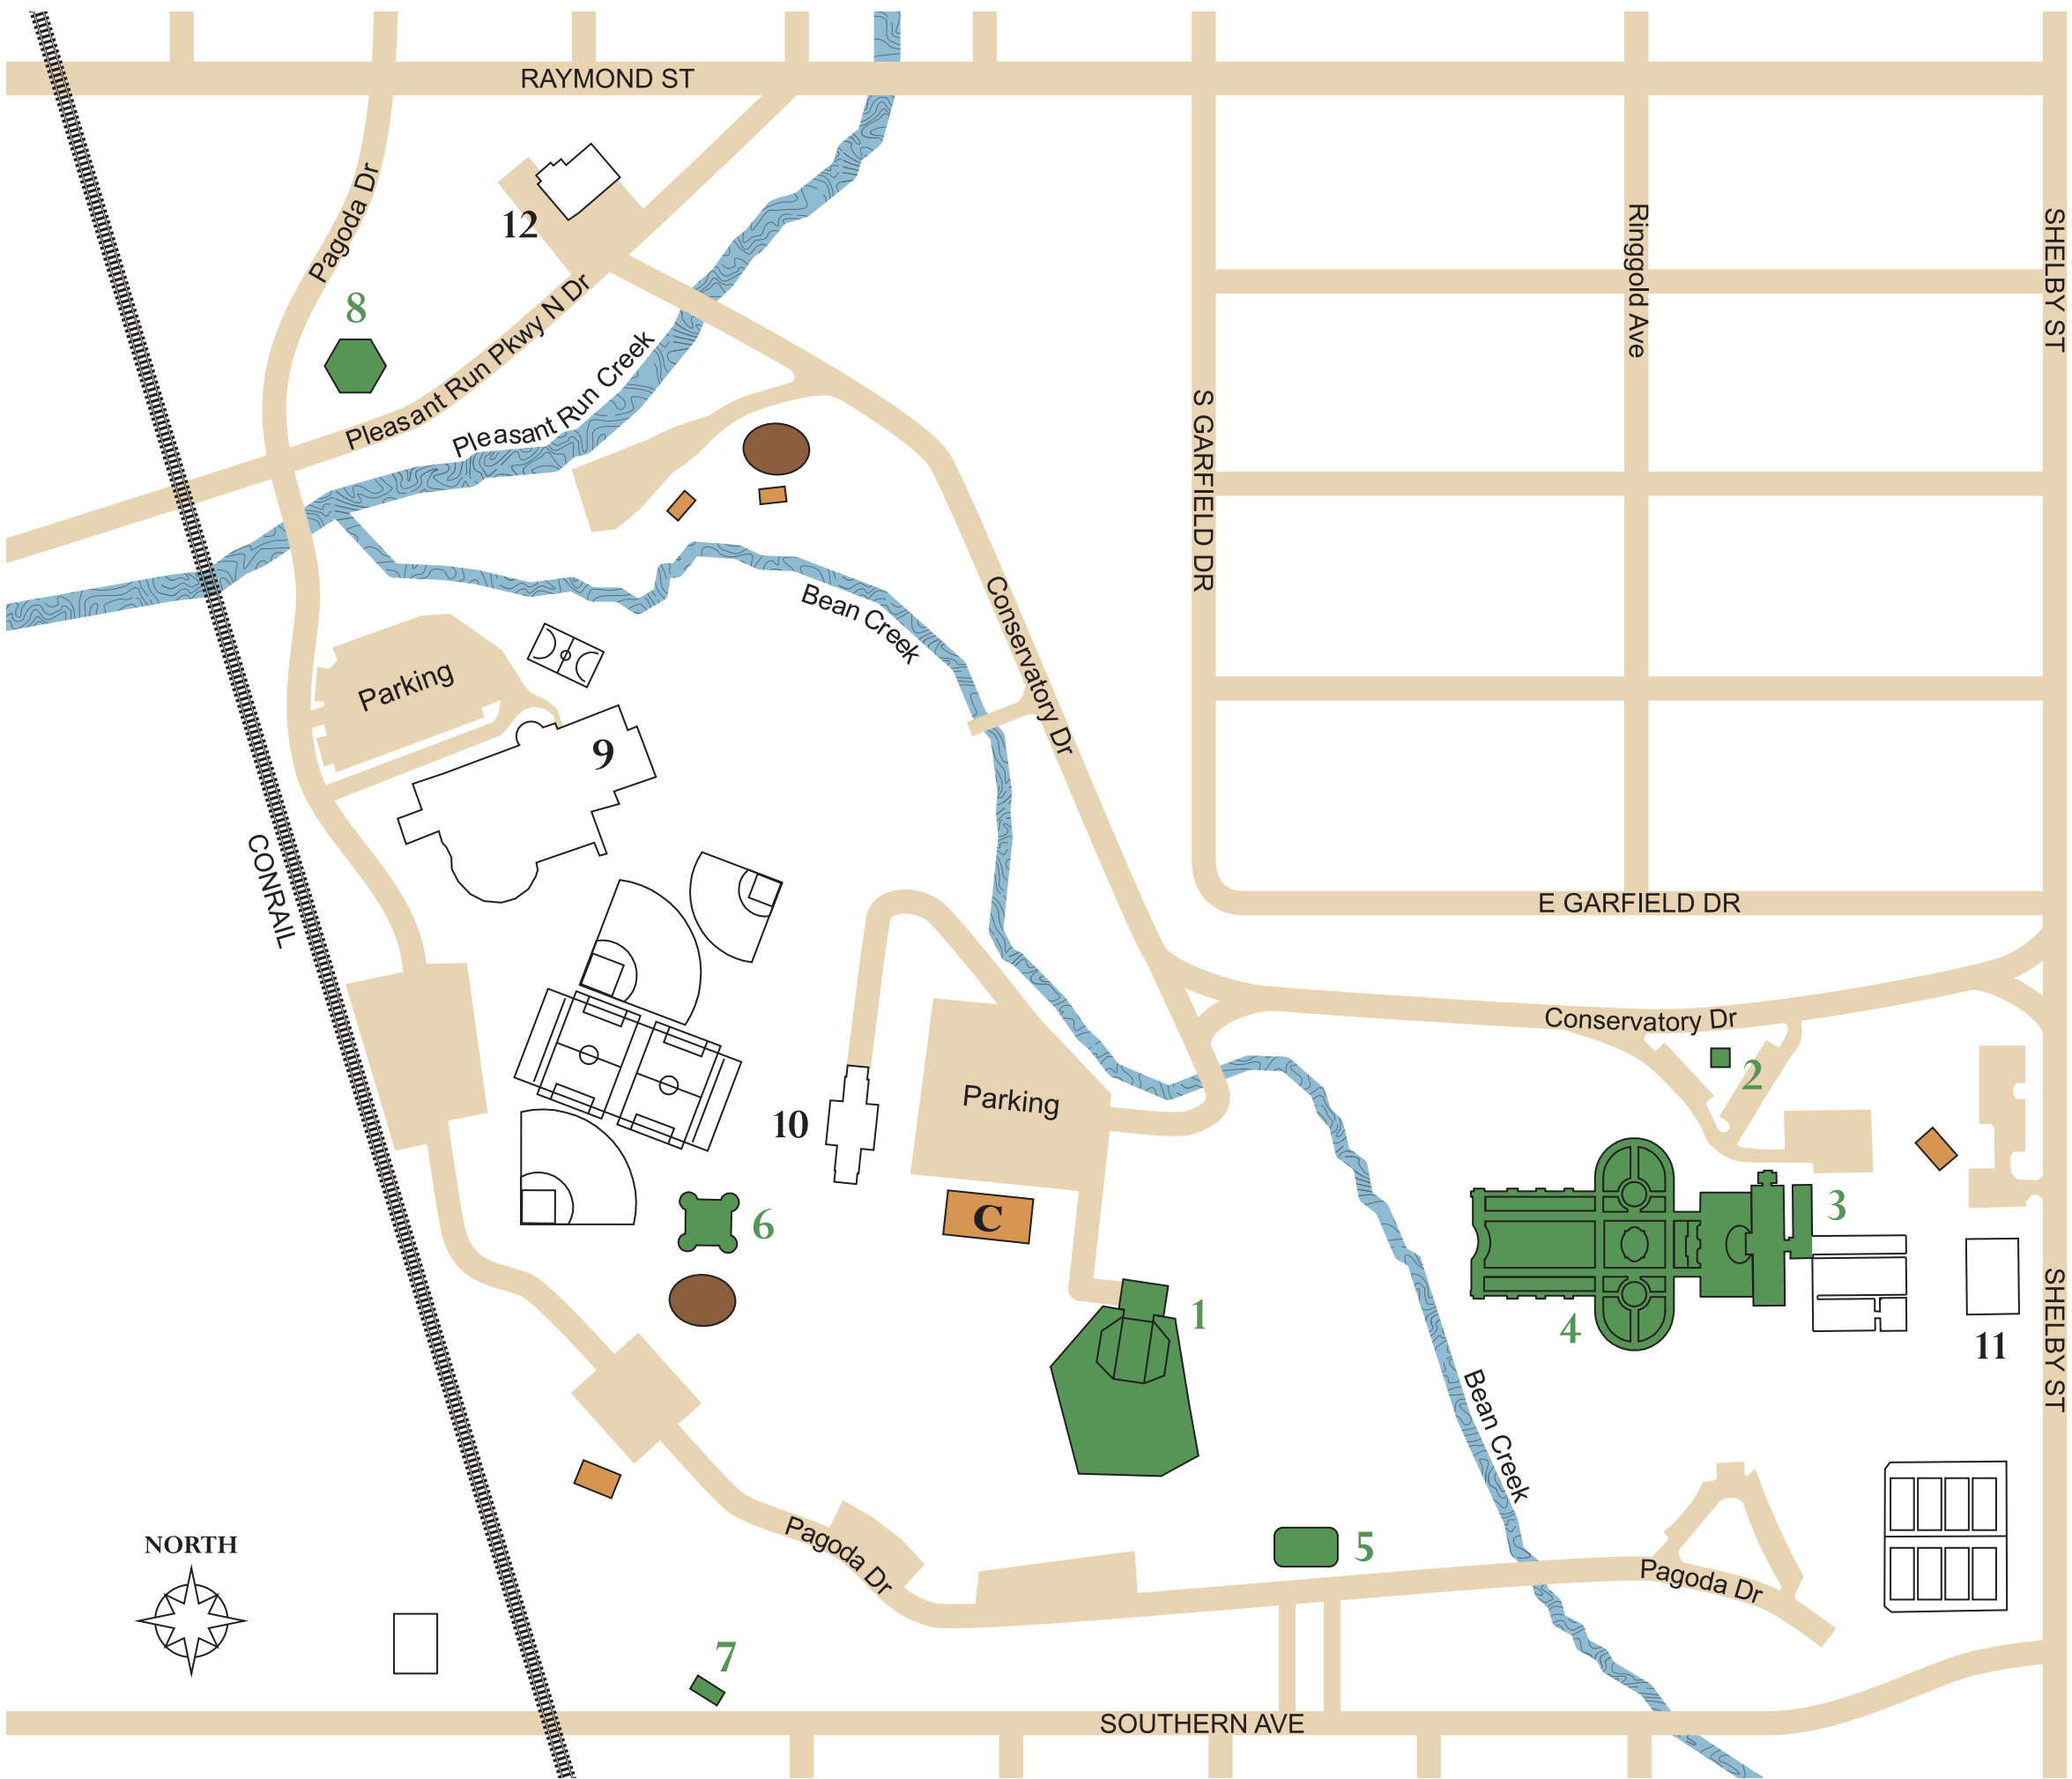 RAYMOND ST
Pagoda Dr
12
Ringgold Ave
SHELBY ST
8
Pleasant Run Pkwy N Dr
Pleasant Run Creek
S GARFIELD DR
Bean Creek
Conservatory Dr
Parking
9
CONRAIL
E GARFIELD DR
Conservatory Dr
2
Parking
10
3
C
6
1
4
11
SHELBY ST
Bean Creek
NORTH
Pagoda Dr
5
Pagoda Dr
7
SOUTHERN AVE